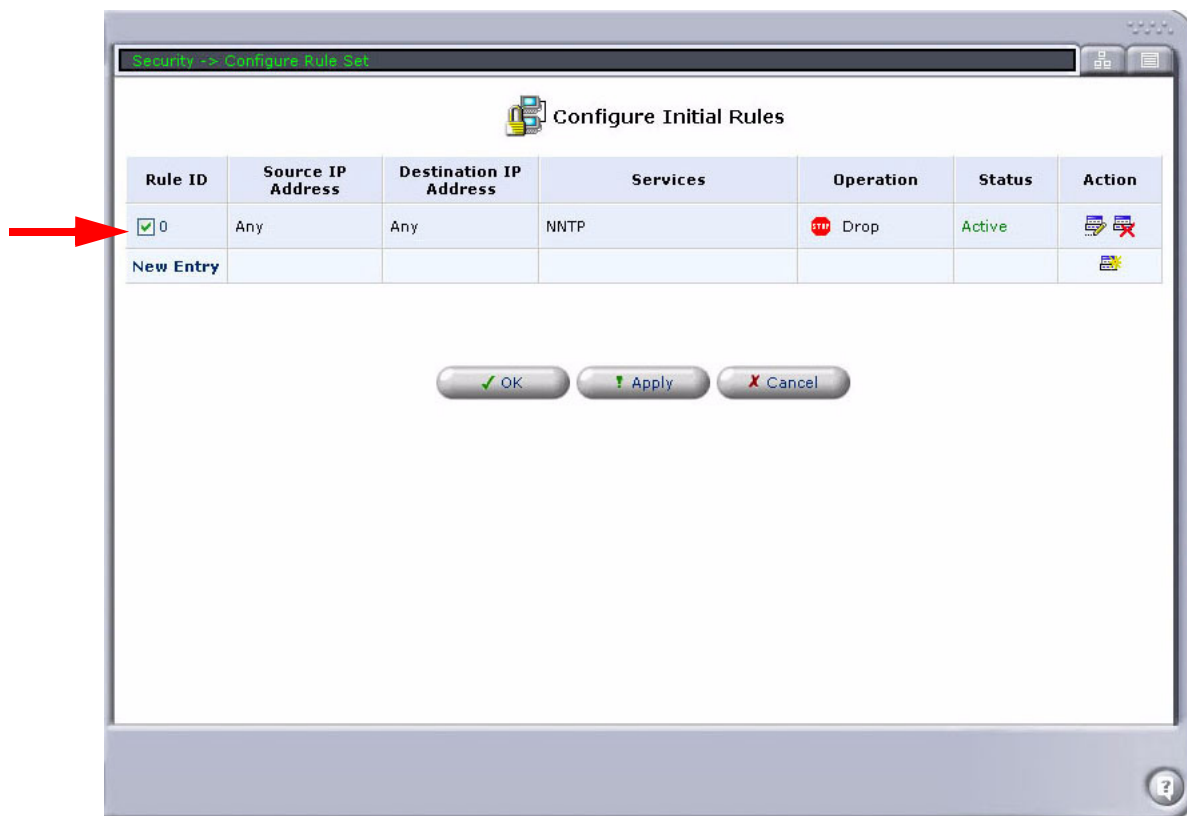 Security -> Configure Rule Set
Configure Initial Rules
Rule ID Source IP Address Destination IP Address Services Operation Status Action
0 Any Any NNTP STOP Drop Active
New Entry
✓ OK ! Apply ✗ Cancel
?